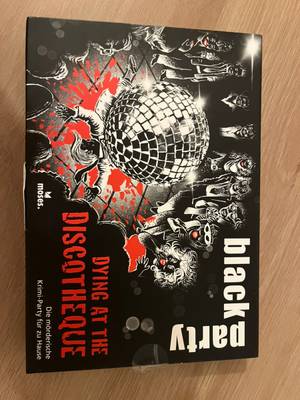 black
party
DYING AT THE
DISCOTHEQUE
Die mörderische
Krimi-Party für zu Hause
moses.